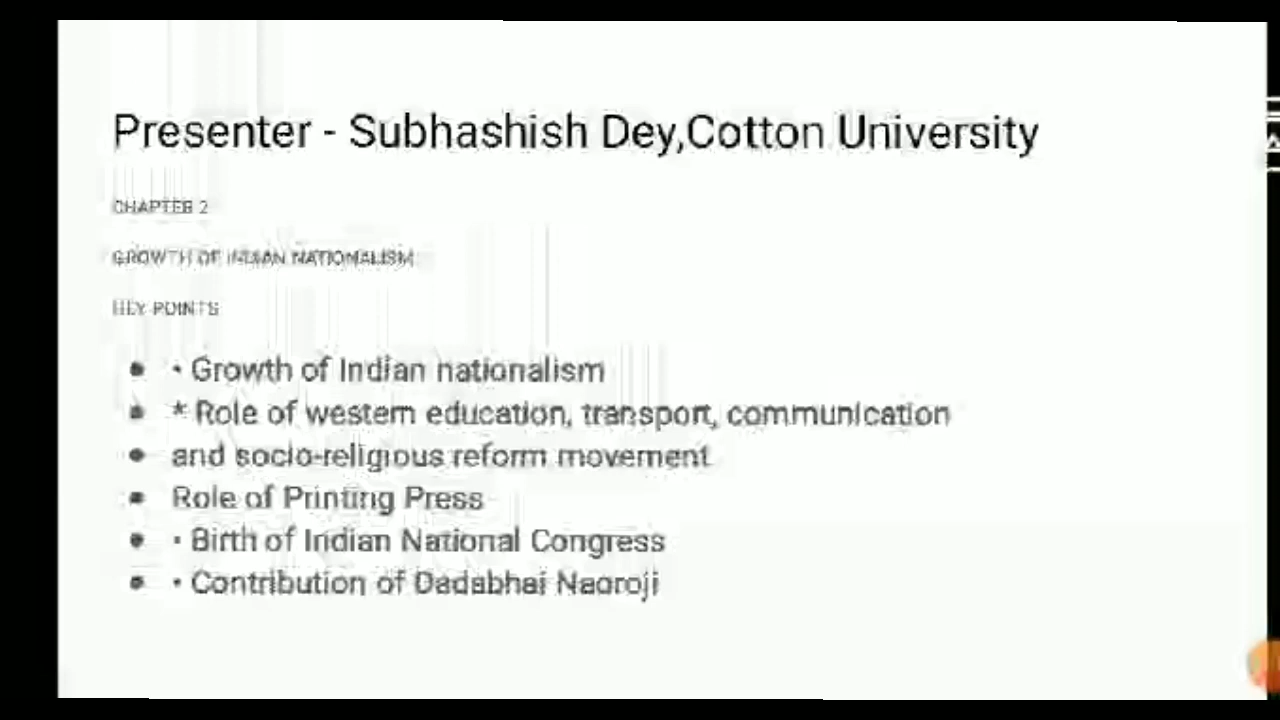 Presenter - Subhashish Dey,Cotton University
CHAPTER 2
GROWTH OF INDIAN NATIONALISM
KEY POINTS
• • Growth of Indian nationalism
• * Role of western education, transport, communication
• and socio-religious reform movement
• Role of Printing Press
• • Birth of Indian National Congress
• • Contribution of Dadabhai Naoroji